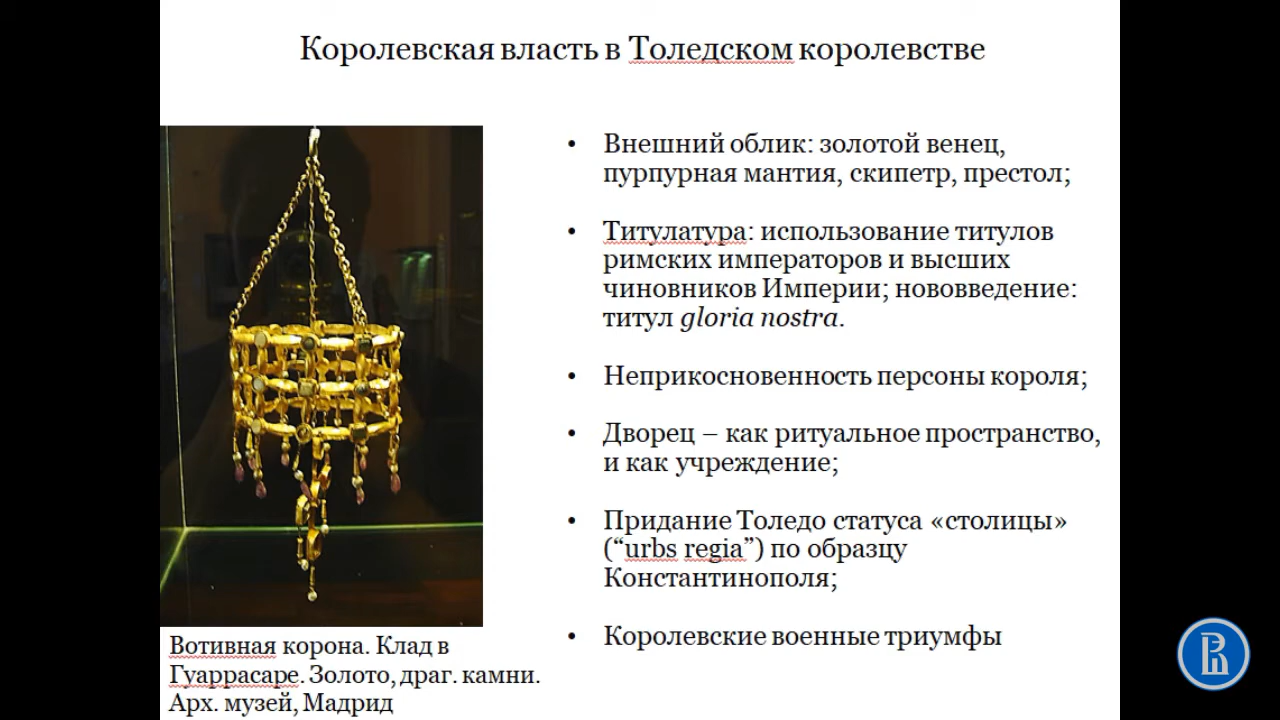 Королевская власть в Толедском королевстве
• Внешний облик: золотой венец,
пурпурная мантия, скипетр, престол;
• Титулатура: использование титулов
римских императоров и высших
чиновников Империи; нововведение:
титул gloria nostra.
• Неприкосновенность персоны короля;
• Дворец – как ритуальное пространство,
и как учреждение;
• Придание Толедо статуса «столицы»
(“urbs regia”) по образцу
Константинополя;
• Королевские военные триумфы
Вотивная корона. Клад в
Гуаррасаре. Золото, драг. камни.
Арх. музей, Мадрид